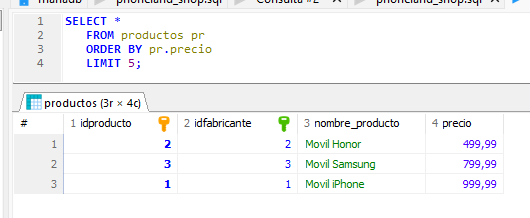 phoneland_shop.sql
Consulta #2
phoneland_shop.sql
1 SELECT *
2 FROM productos pr
3 ORDER BY pr.precio
4 LIMIT 5;
productos (3r × 4c)
# 1 idproducto 2 idfabricante 3 nombre_producto 4 precio
1 2 2 Movil Honor 499,99
2 3 3 Movil Samsung 799,99
3 1 1 Movil iPhone 999,99